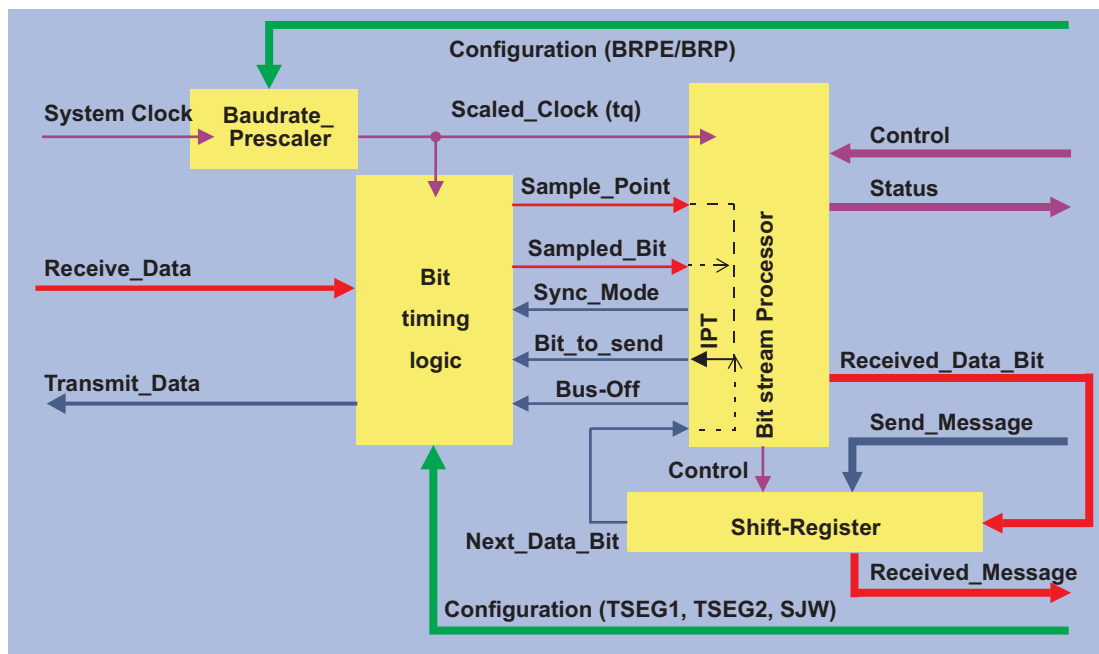 Configuration (BRPE/BRP)
System Clock
Baudrate_
Prescaler
Scaled_Clock (tq)
Control
Status
Sample_Point
Sampled_Bit
Receive_Data
Bit
timing
logic
Sync_Mode
Bit_to_send
IPT
Bit stream Processor
Transmit_Data
Bus-Off
Received_Data_Bit
Send_Message
Control
Shift-Register
Next_Data_Bit
Received_Message
Configuration (TSEG1, TSEG2, SJW)